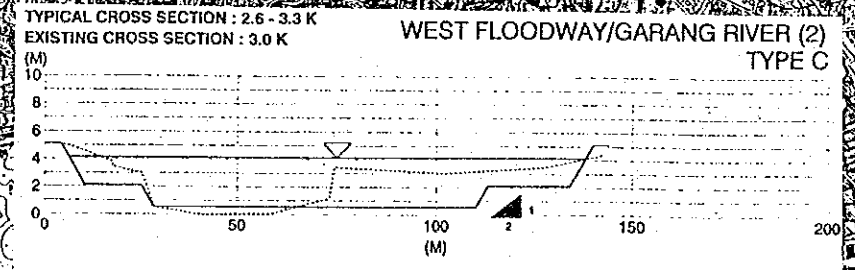 TYPICAL CROSS SECTION : 2.6 - 3.3 K
EXISTING CROSS SECTION : 3.0 K
WEST FLOODWAY/GARANG RIVER (2)
TYPE C
(M)
10
8
6
4
2
0
0 50 100 150 200
1
2
(M)